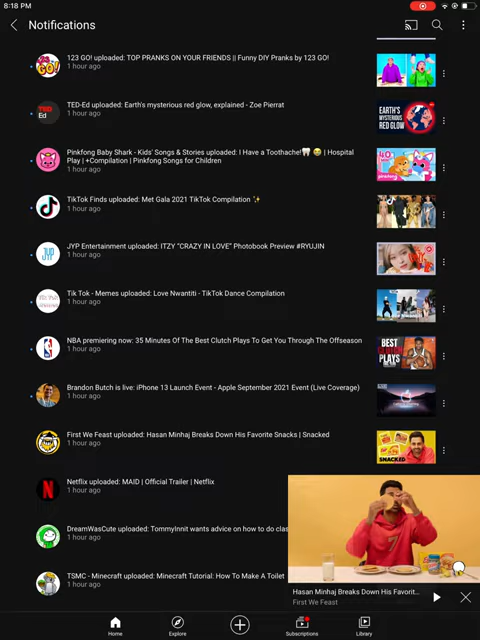 8:18 PM
Notifications
123 GO! uploaded: TOP PRANKS ON YOUR FRIENDS || Funny DIY Pranks by 123 GO!
1 hour ago
TED Ed
TED-Ed uploaded: Earth's mysterious red glow, explained - Zoe Pierrat
1 hour ago
EARTH'S
MYSTERIOUS
RED GLOW
Pinkfong Baby Shark - Kids' Songs & Stories uploaded: I Have a Toothache!🦷 😭 | Hospital
Play | +Compilation | Pinkfong Songs for Children
1 hour ago
TikTok Finds uploaded: Met Gala 2021 TikTok Compilation ✨
1 hour ago
JYP Entertainment uploaded: ITZY "CRAZY IN LOVE" Photobook Preview #RYUJIN
1 hour ago
Tik Tok - Memes uploaded: Love Nwantiti - TikTok Dance Compilation
1 hour ago
NBA premiering now: 35 Minutes Of The Best Clutch Plays To Get You Through The Offseason
1 hour ago
BEST
PLAYS
Brandon Butch is live: iPhone 13 Launch Event - Apple September 2021 Event (Live Coverage)
1 hour ago
First We Feast uploaded: Hasan Minhaj Breaks Down His Favorite Snacks | Snacked
1 hour ago
SNACKED
Netflix uploaded: MAID | Official Trailer | Netflix
1 hour ago
DreamWasCute uploaded: TommyInnit wants advice on how to do clas
1 hour ago
TSMC - Minecraft uploaded: Minecraft Tutorial: How To Make A Toilet
1 hour ago
Hasan Minhaj Breaks Down His Favorit...
First We Feast
Home
Explore
Subscriptions
Library